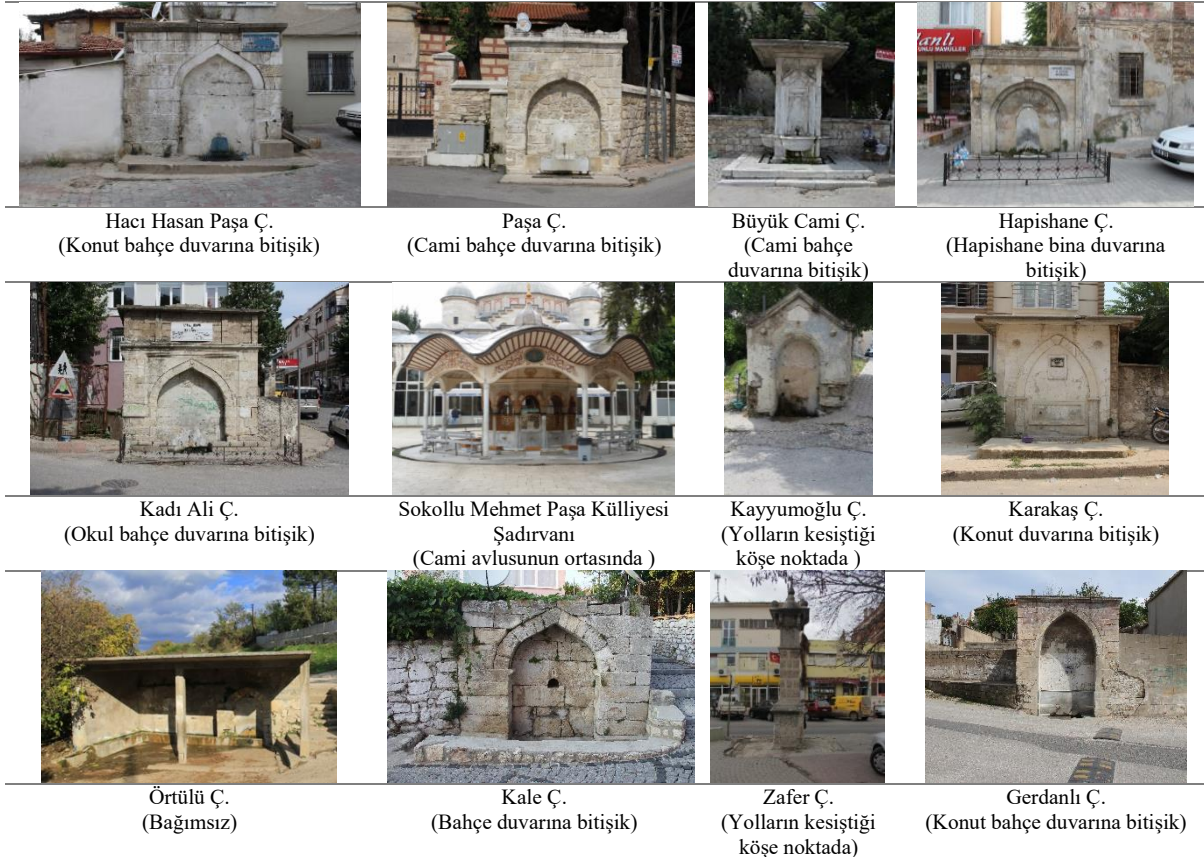 anlı
UNLU MAMÜLLER
Hacı Hasan Paşa Ç.
(Konut bahçe duvarına bitişik)
Paşa Ç.
(Cami bahçe duvarına bitişik)
Büyük Cami Ç.
(Cami bahçe
duvarına bitişik)
Hapishane Ç.
(Hapishane bina duvarına
bitişik)
Kadı Ali Ç.
(Okul bahçe duvarına bitişik)
Sokollu Mehmet Paşa Külliyesi
Şadırvanı
(Cami avlusunun ortasında )
Kayyumoğlu Ç.
(Yolların kesiştiği
köşe noktada )
Karakaş Ç.
(Konut duvarına bitişik)
Örtülü Ç.
(Bağımsız)
Kale Ç.
(Bahçe duvarına bitişik)
Zafer Ç.
(Yolların kesiştiği
köşe noktada)
Gerdanlı Ç.
(Konut bahçe duvarına bitişik)